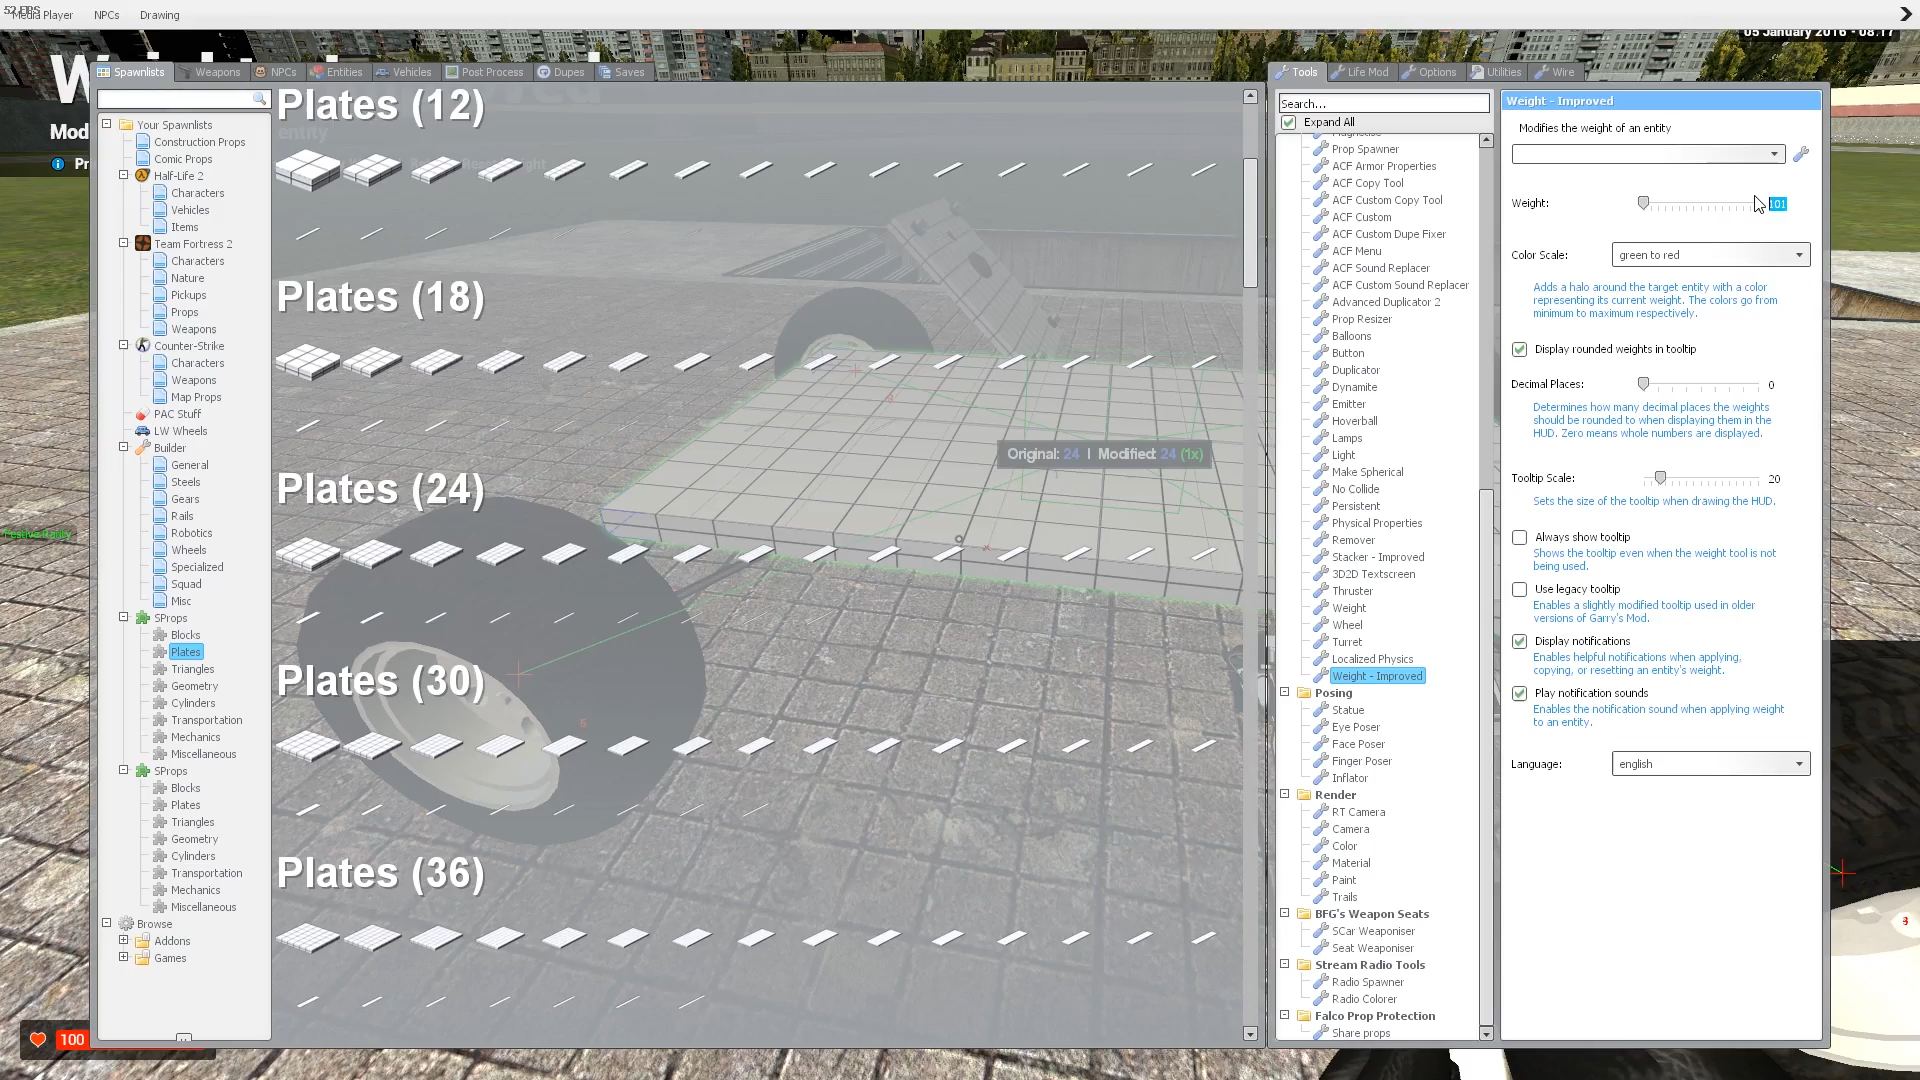 52 FPS
Media Player NPCs Drawing
05 January 2016 - 08:17
Mod
Pr
Festive Rarity
100
Spawnlists Weapons NPCs Entities Vehicles Post Process Dupes Saves
Your Spawnlists
Construction Props
Comic Props
Half-Life 2
Characters
Vehicles
Items
Team Fortress 2
Characters
Nature
Pickups
Props
Weapons
Counter-Strike
Characters
Weapons
Map Props
PAC Stuff
LW Wheels
Builder
General
Steels
Gears
Rails
Robotics
Wheels
Specialized
Squad
Misc
SProps
Blocks
Plates
Triangles
Geometry
Cylinders
Transportation
Mechanics
Miscellaneous
SProps
Blocks
Plates
Triangles
Geometry
Cylinders
Transportation
Mechanics
Miscellaneous
Browse
Addons
Games
Plates (12)
entity
Plates (18)
Plates (24)
Plates (30)
Plates (36)
Original: 24 | Modified: 24 (1x)
5
Tools Life Mod Options Utilities Wire
Search...
Expand All
Magnetise
Prop Spawner
ACF Armor Properties
ACF Copy Tool
ACF Custom Copy Tool
ACF Custom
ACF Custom Dupe Fixer
ACF Menu
ACF Sound Replacer
ACF Custom Sound Replacer
Advanced Duplicator 2
Prop Resizer
Balloons
Button
Duplicator
Dynamite
Emitter
Hoverball
Lamps
Light
Make Spherical
No Collide
Persistent
Physical Properties
Remover
Stacker - Improved
3D2D Textscreen
Thruster
Weight
Wheel
Turret
Localized Physics
Weight - Improved
Posing
Statue
Eye Poser
Face Poser
Finger Poser
Inflator
Render
RT Camera
Camera
Color
Material
Paint
Trails
BFG's Weapon Seats
SCar Weaponiser
Seat Weaponiser
Stream Radio Tools
Radio Spawner
Radio Colorer
Falco Prop Protection
Share props
Weight - Improved
Modifies the weight of an entity
Weight: 101
Color Scale: green to red
Adds a halo around the target entity with a color
representing its current weight. The colors go from
minimum to maximum respectively.
Display rounded weights in tooltip
Decimal Places: 0
Determines how many decimal places the weights
should be rounded to when displaying them in the
HUD. Zero means whole numbers are displayed.
Tooltip Scale: 20
Sets the size of the tooltip when drawing the HUD.
Always show tooltip
Shows the tooltip even when the weight tool is not
being used.
Use legacy tooltip
Enables a slightly modified tooltip used in older
versions of Garry's Mod.
Display notifications
Enables helpful notifications when applying,
copying, or resetting an entity's weight.
Play notification sounds
Enables the notification sound when applying weight
to an entity.
Language: english
3